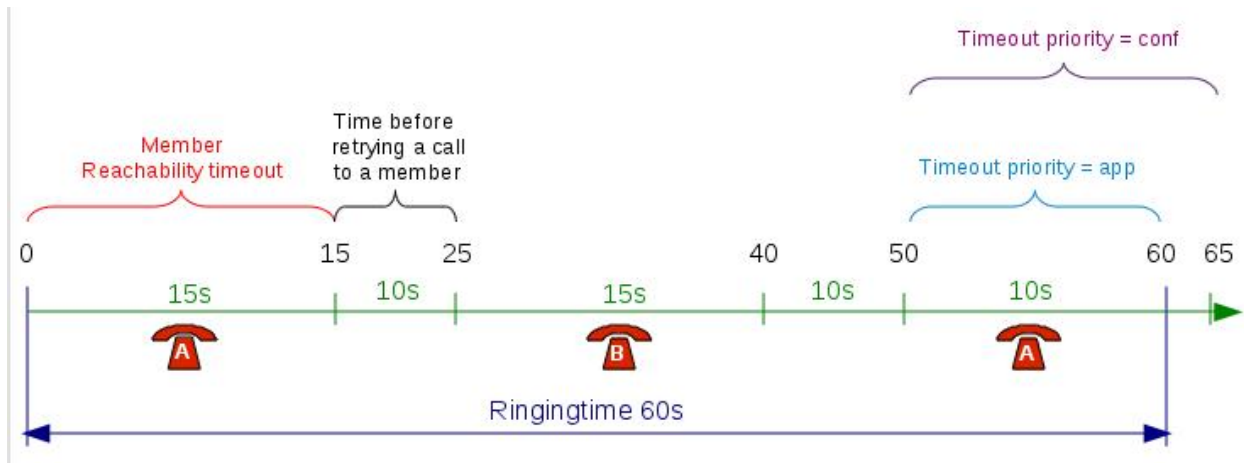 Timeout priority = conf
Time before
retrying a call
to a member
Member
Reachability timeout
Timeout priority = app
0 15 25 40 50 60 65
15s 10s 15s 10s 10s
A B A
Ringingtime 60s